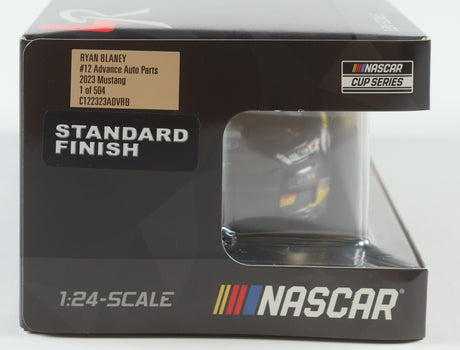 RYAN BLANEY
#12 Advance Auto Parts
2023 Mustang
1 of 504
C122323ADVRB
NASCAR
CUP SERIES
STANDARD
FINISH
1:24-SCALE
NASCAR